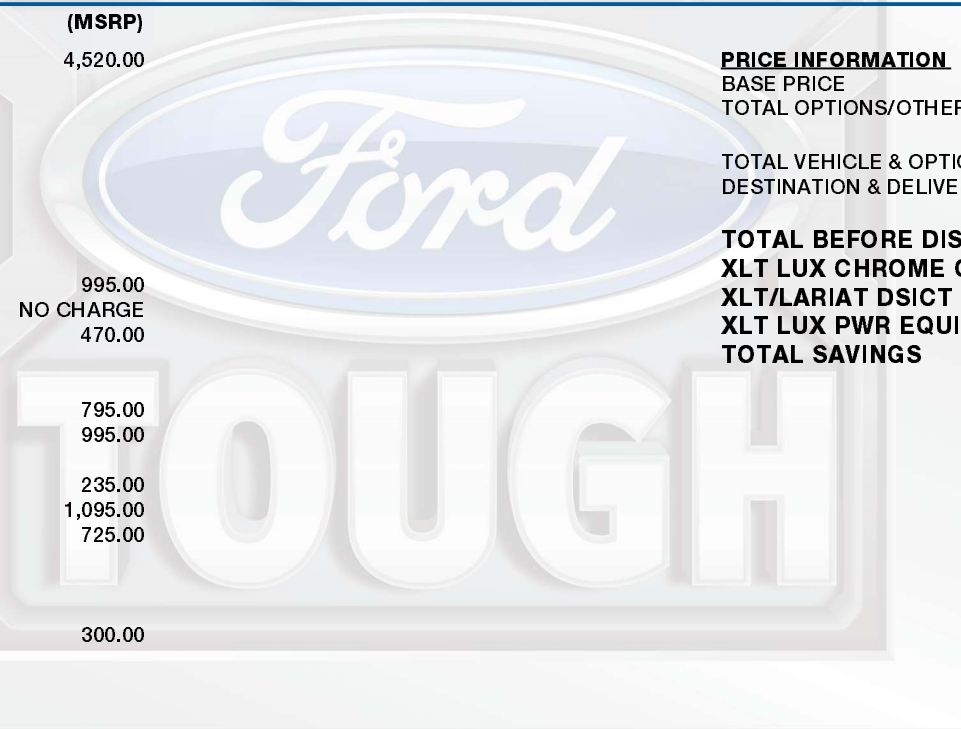 (MSRP)
4,520.00
995.00
NO CHARGE
470.00
795.00
995.00
235.00
1,095.00
725.00
300.00
Ford
TOUGH
PRICE INFORMATION
BASE PRICE
TOTAL OPTIONS/OTHER
TOTAL VEHICLE & OPTIO
DESTINATION & DELIVE
TOTAL BEFORE DIS
XLT LUX CHROME C
XLT/LARIAT DSICT
XLT LUX PWR EQUI
TOTAL SAVINGS